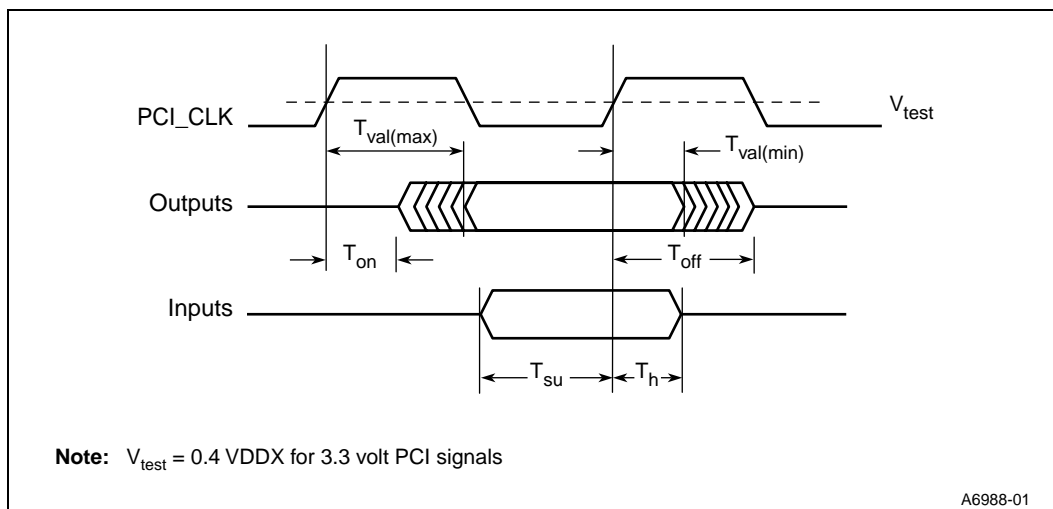 PCI_CLK
V_test
T_val(max)
T_val(min)
Outputs
T_on
T_off
Inputs
T_su
T_h
Note: V_test = 0.4 VDDX for 3.3 volt PCI signals
A6988-01